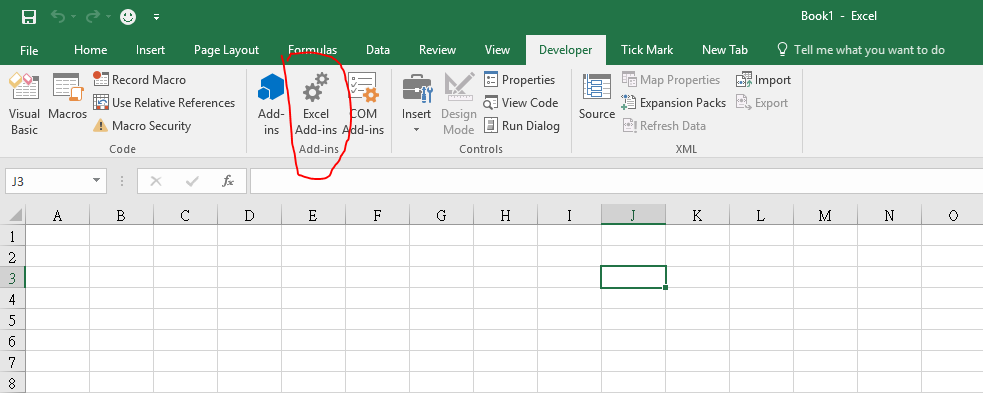 Book1 - Excel
File Home Insert Page Layout Formulas Data Review View Developer Tick Mark New Tab Tell me what you want to do
Visual Basic
Macros
Record Macro
Use Relative References
Macro Security
Code
Add-ins
Excel Add-ins
COM Add-ins
Add-ins
Insert
Design Mode
Properties
View Code
Run Dialog
Controls
Source
Map Properties
Expansion Packs
Refresh Data
Import
Export
XML
J3
fx
A B C D E F G H I J K L M N O
1
2
3
4
5
6
7
8